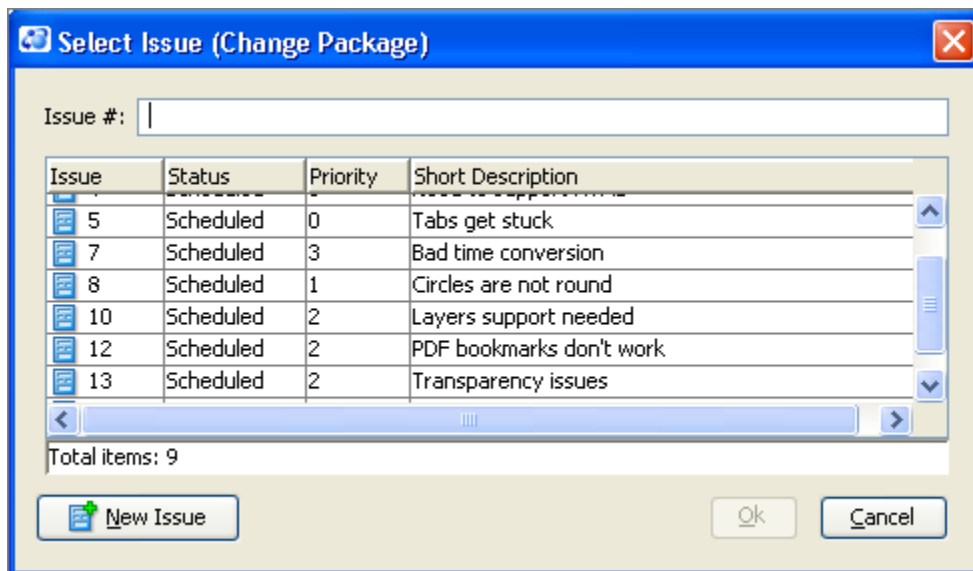 Select Issue (Change Package)
Issue #:
Issue Status Priority Short Description
5 Scheduled 0 Tabs get stuck
7 Scheduled 3 Bad time conversion
8 Scheduled 1 Circles are not round
10 Scheduled 2 Layers support needed
12 Scheduled 2 PDF bookmarks don't work
13 Scheduled 2 Transparency issues
Total items: 9
New Issue Ok Cancel